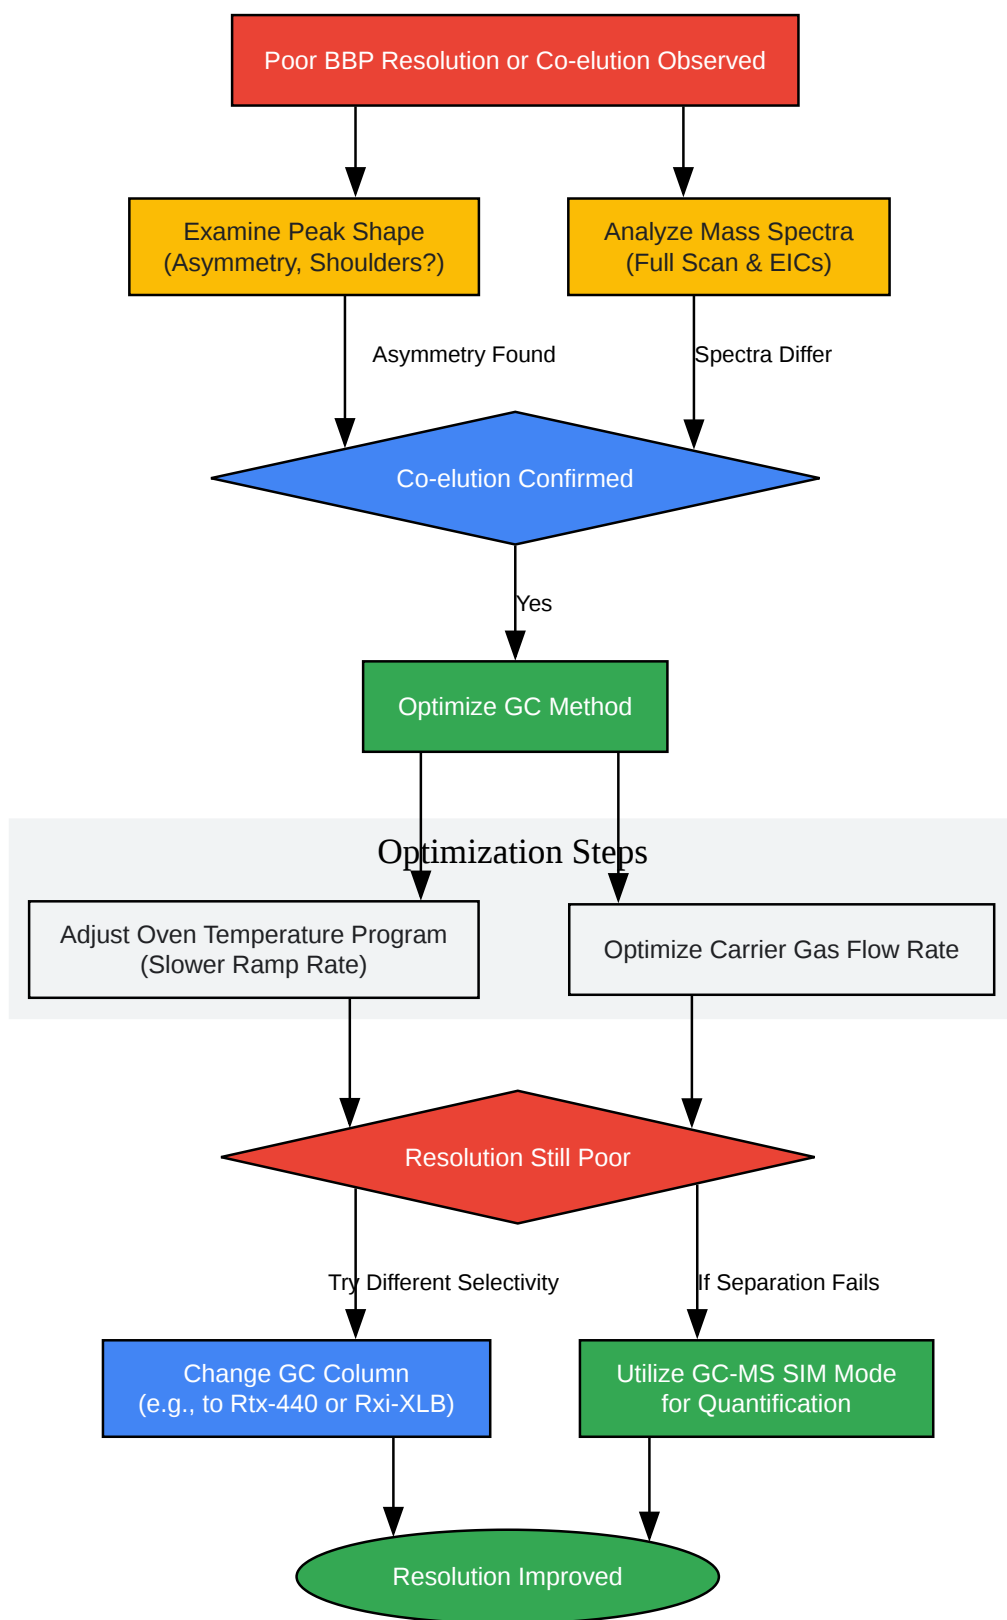 Poor BBP Resolution or Co-elution Observed
Examine Peak Shape
(Asymmetry, Shoulders?)
Analyze Mass Spectra
(Full Scan & EICs)
Asymmetry Found
Spectra Differ
Co-elution Confirmed
Yes
Optimize GC Method
Optimization Steps
Adjust Oven Temperature Program
(Slower Ramp Rate)
Optimize Carrier Gas Flow Rate
Resolution Still Poor
Try Different Selectivity
If Separation Fails
Change GC Column
(e.g., to Rtx-440 or Rxi-XLB)
Utilize GC-MS SIM Mode
for Quantification
Resolution Improved